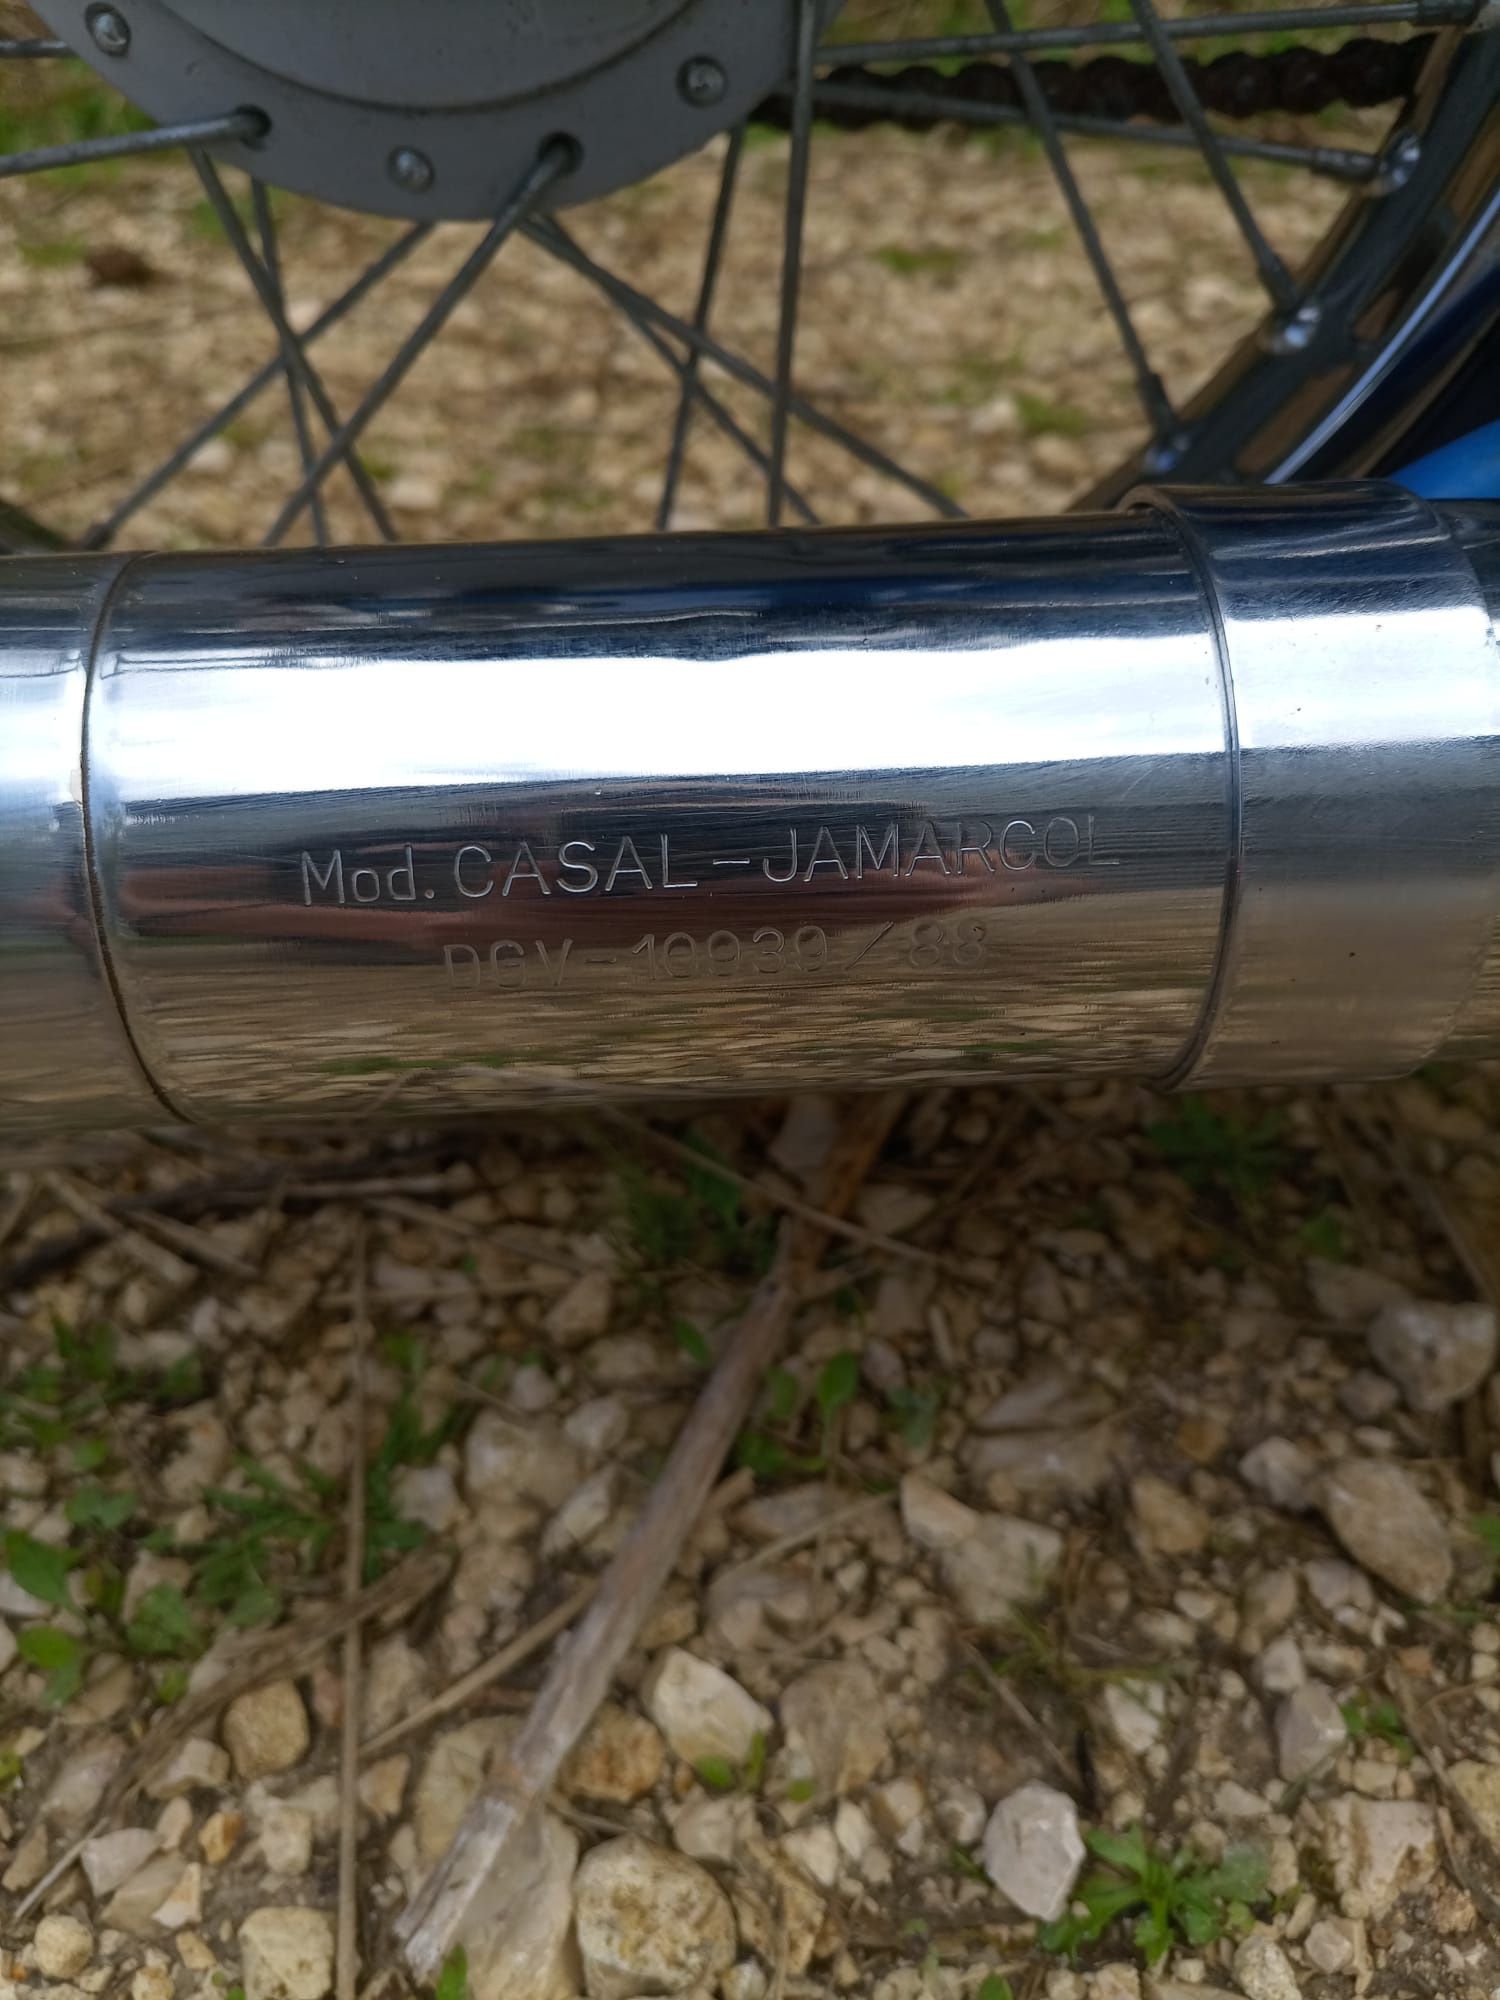 Mod. CASAL - JAMARCOL
DGV - 10939 / 88